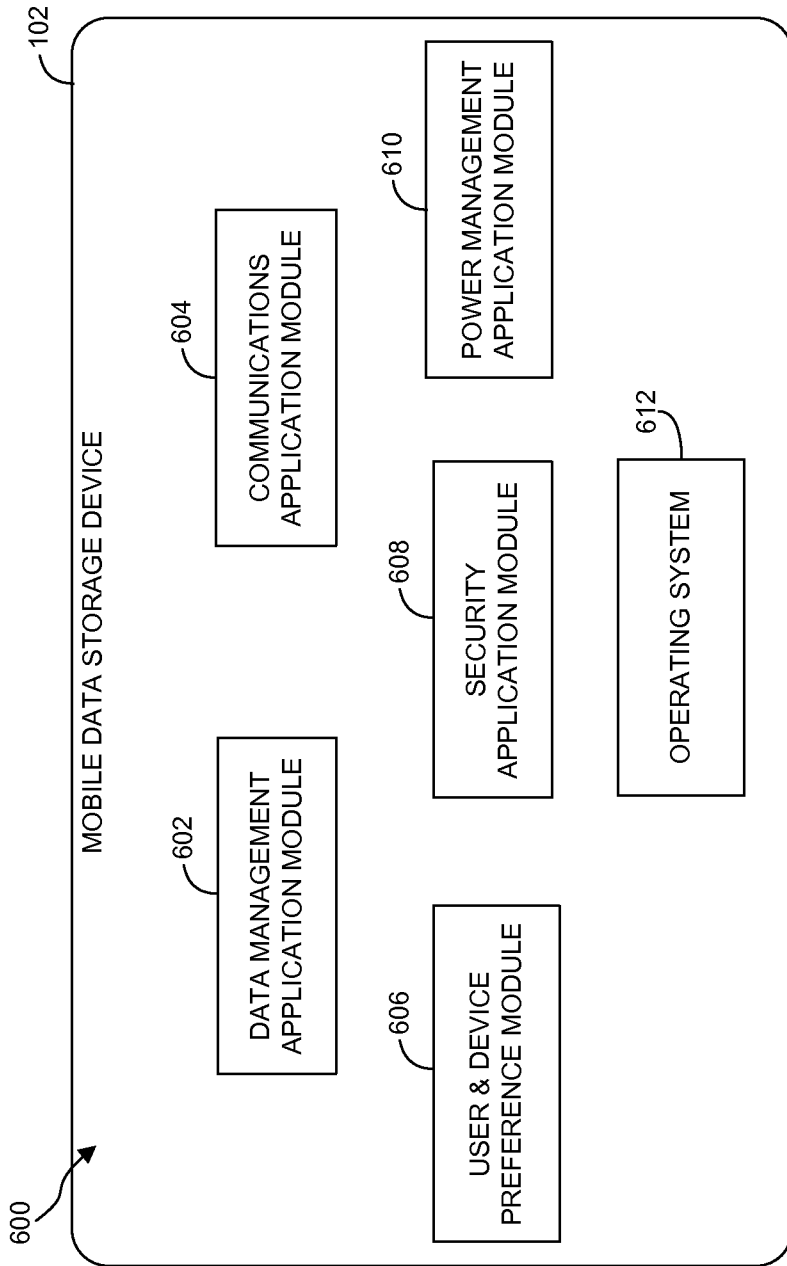 600
102
MOBILE DATA STORAGE DEVICE
602
DATA MANAGEMENT
APPLICATION MODULE
604
COMMUNICATIONS
APPLICATION MODULE
606
USER & DEVICE
PREFERENCE MODULE
608
SECURITY
APPLICATION MODULE
610
POWER MANAGEMENT
APPLICATION MODULE
612
OPERATING SYSTEM